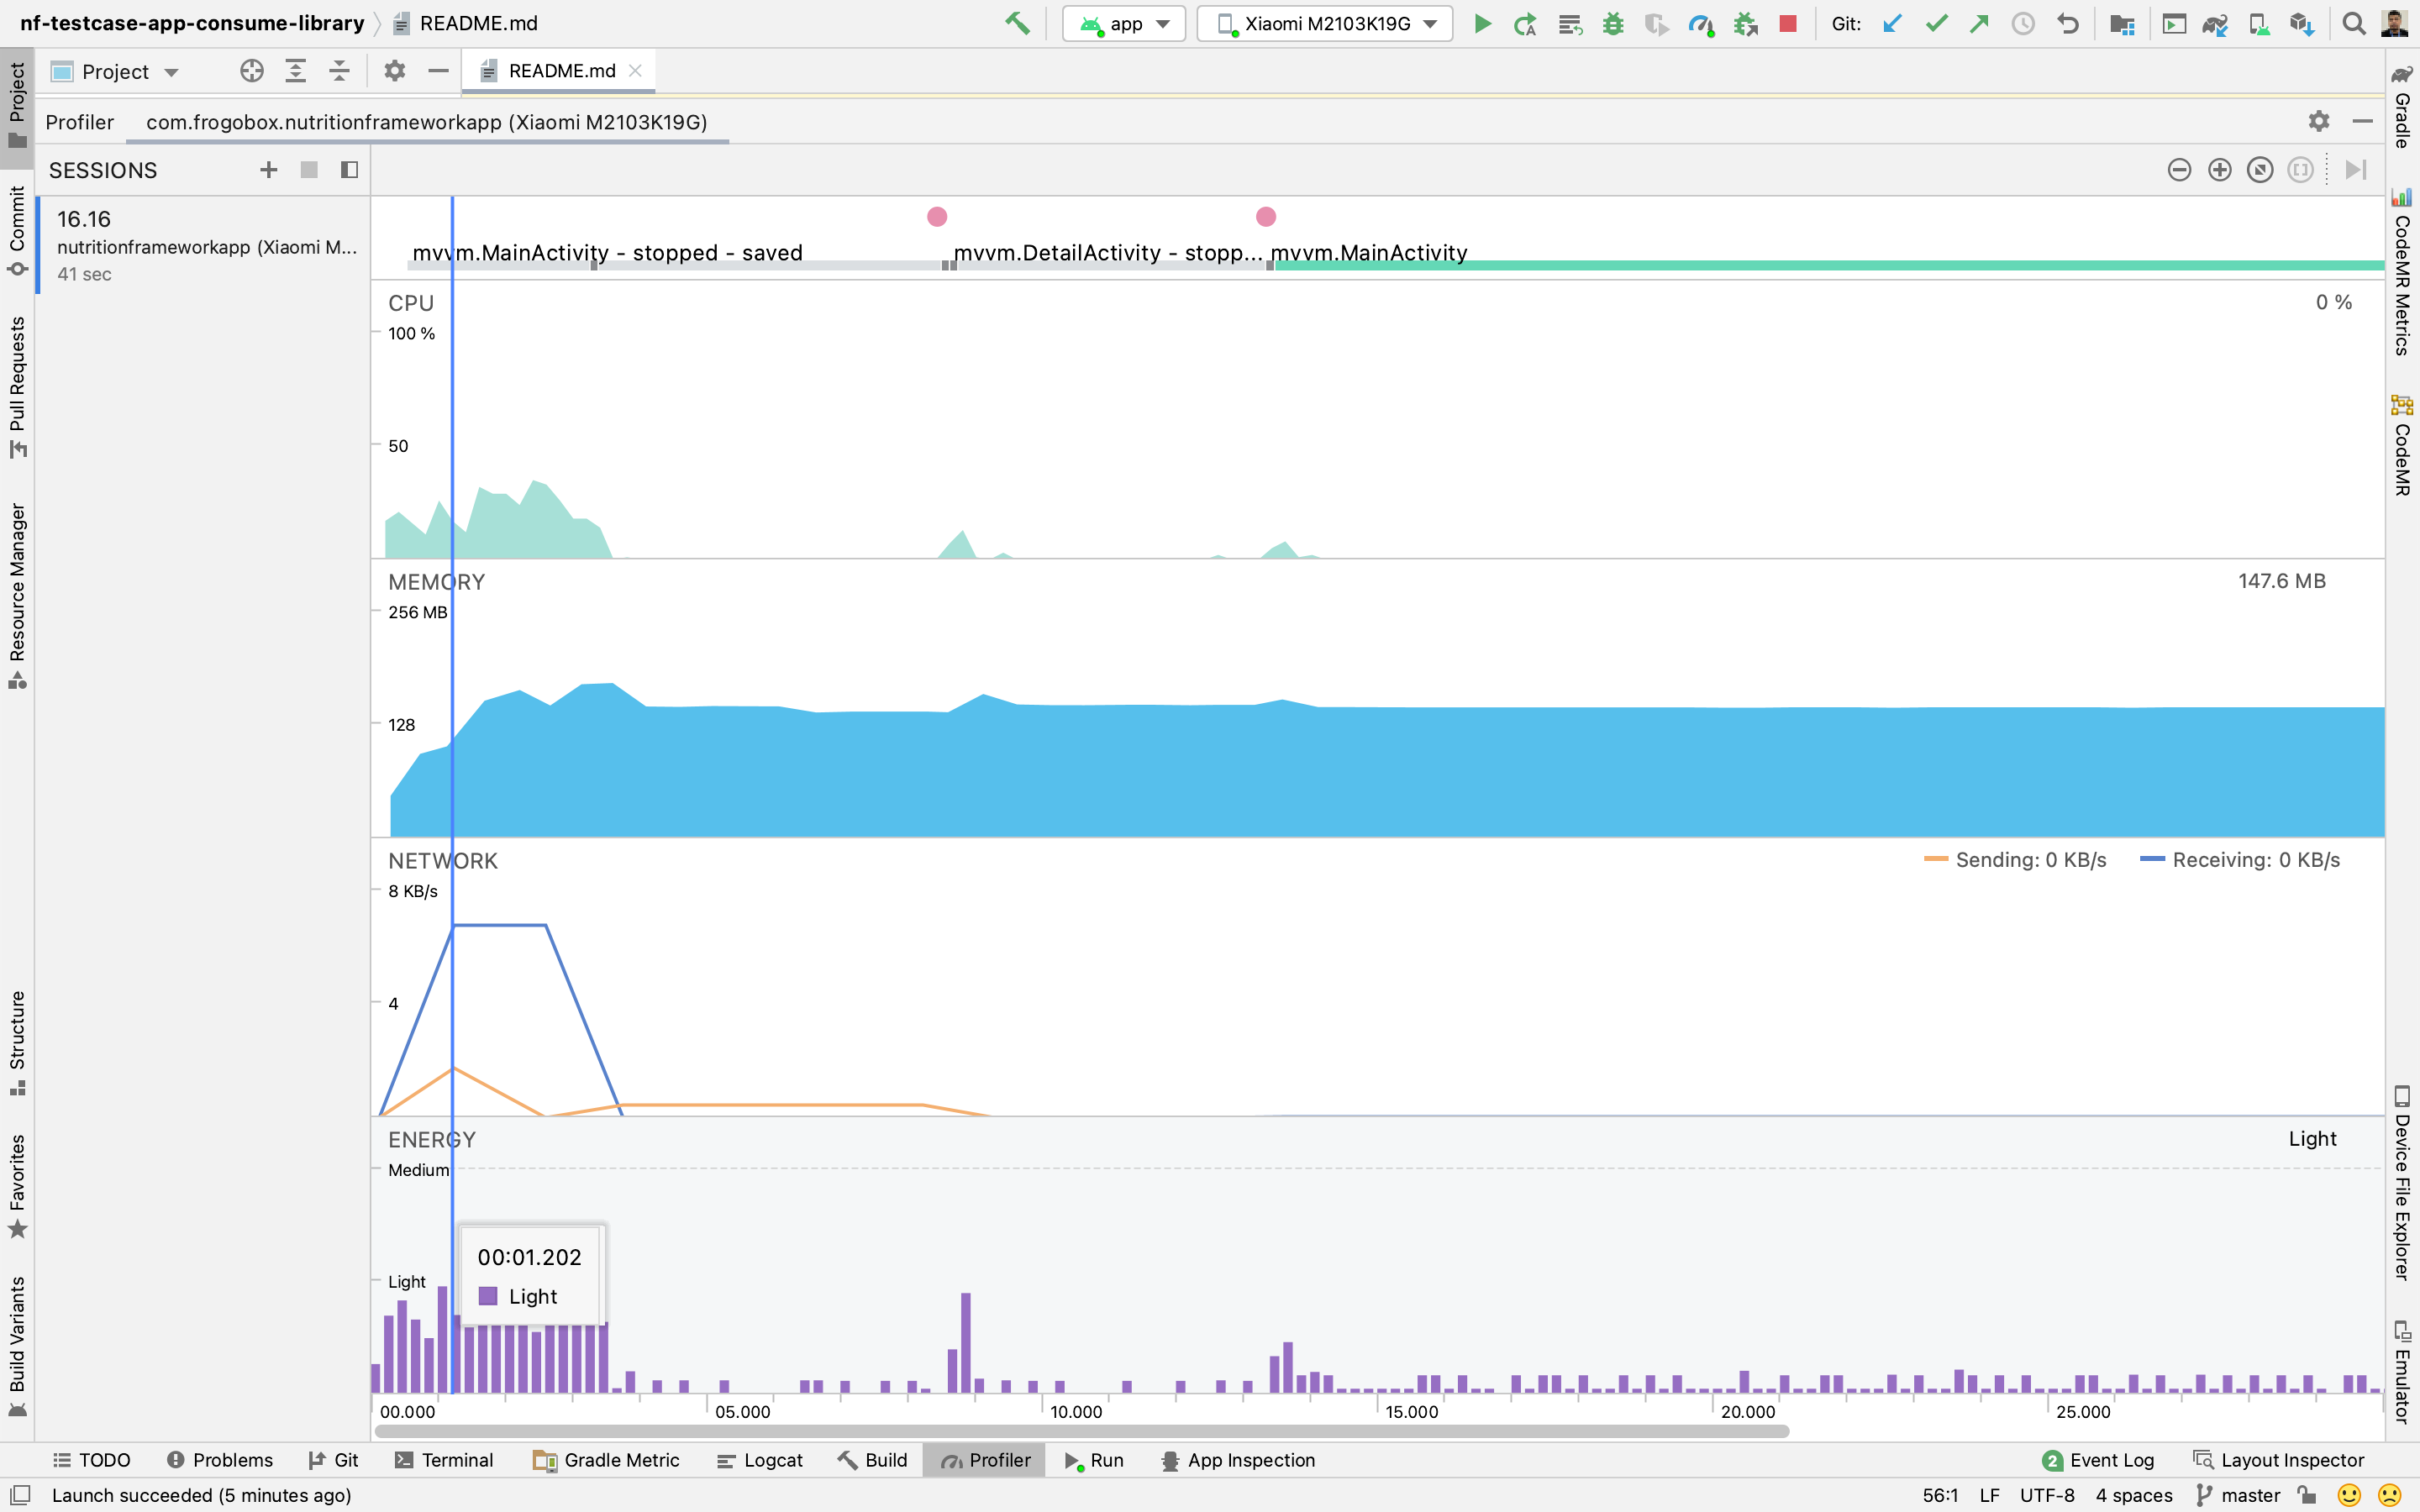 nf-testcase-app-consume-library README.md app Xiaomi M2103K19G Git:
Project README.md
Profiler com.frogobox.nutritionframeworkapp (Xiaomi M2103K19G)
SESSIONS
16.16
nutritionframeworkapp (Xiaomi M...
41 sec
mvvm.MainActivity - stopped - saved mvvm.DetailActivity - stopp... mvvm.MainActivity
CPU 0 %
100 %
50
MEMORY 147.6 MB
256 MB
128
NETWORK Sending: 0 KB/s Receiving: 0 KB/s
8 KB/s
4
ENERGY Light
Medium
00:01.202
Light
Light
00.000 05.000 10.000 15.000 20.000 25.000
Project
Commit
Pull Requests
Resource Manager
Structure
Favorites
Build Variants
Gradle
CodeMR Metrics
CodeMR
Device File Explorer
Emulator
TODO Problems Git Terminal Gradle Metric Logcat Build Profiler Run App Inspection 2 Event Log Layout Inspector
Launch succeeded (5 minutes ago) 56:1 LF UTF-8 4 spaces master